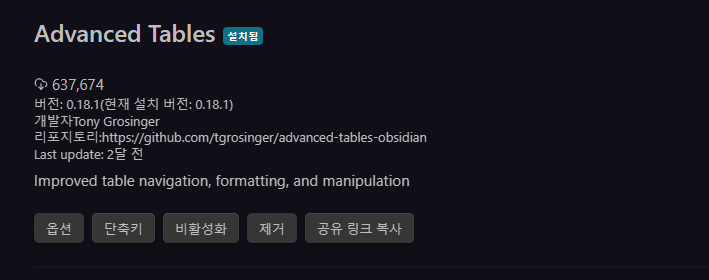 Advanced Tables 설치됨
637,674
버전: 0.18.1(현재 설치 버전: 0.18.1)
개발자Tony Grosinger
리포지토리:https://github.com/tgrosinger/advanced-tables-obsidian
Last update: 2달 전
Improved table navigation, formatting, and manipulation
옵션 단축키 비활성화 제거 공유 링크 복사